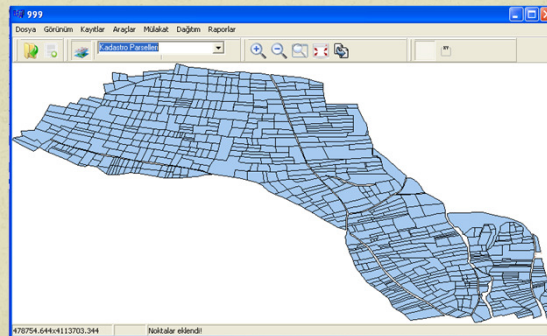 999
Dosya Görünüm Kayıtlar Araçlar Mülakat Dağıtım Raporlar
Kadastro Parselleri
478754.644x4113703.344 Noktalar eklendi!